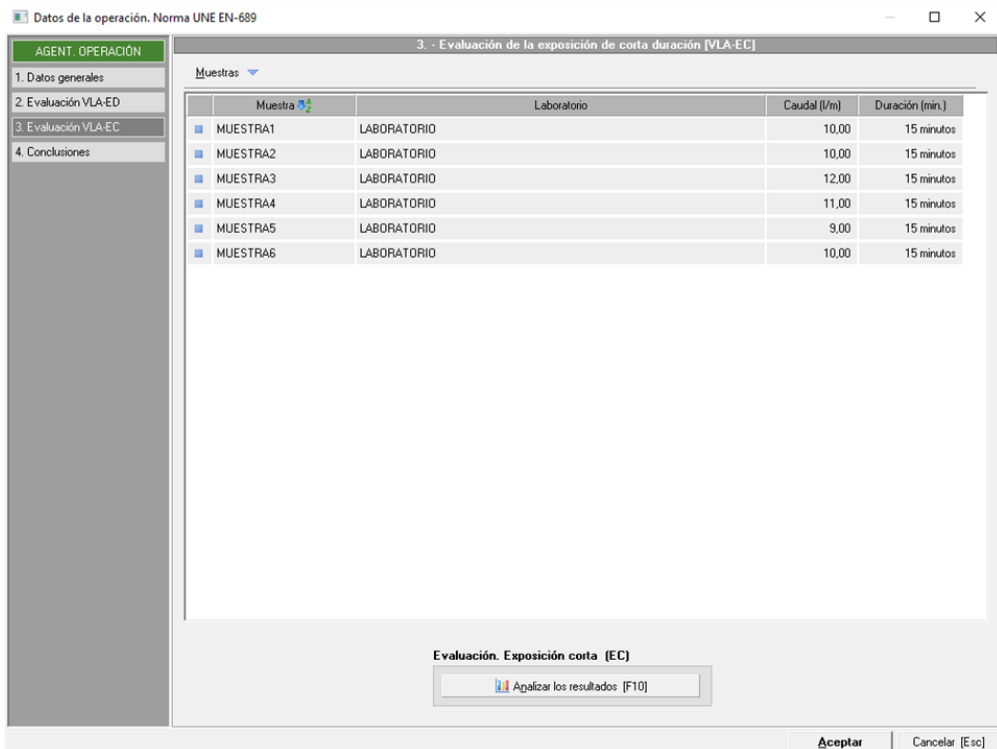 Datos de la operación. Norma UNE EN-689
AGENT. OPERACIÓN
1. Datos generales
2. Evaluación VLA-ED
3. Evaluación VLA-EC
4. Conclusiones
3. - Evaluación de la exposición de corta duración [VLA-EC]
Muestras
Muestra Laboratorio Caudal (l/m) Duración (min.)
MUESTRA1 LABORATORIO 10,00 15 minutos
MUESTRA2 LABORATORIO 10,00 15 minutos
MUESTRA3 LABORATORIO 12,00 15 minutos
MUESTRA4 LABORATORIO 11,00 15 minutos
MUESTRA5 LABORATORIO 9,00 15 minutos
MUESTRA6 LABORATORIO 10,00 15 minutos
Evaluación. Exposición corta (EC)
Analizar los resultados [F10]
Aceptar Cancelar [Esc]